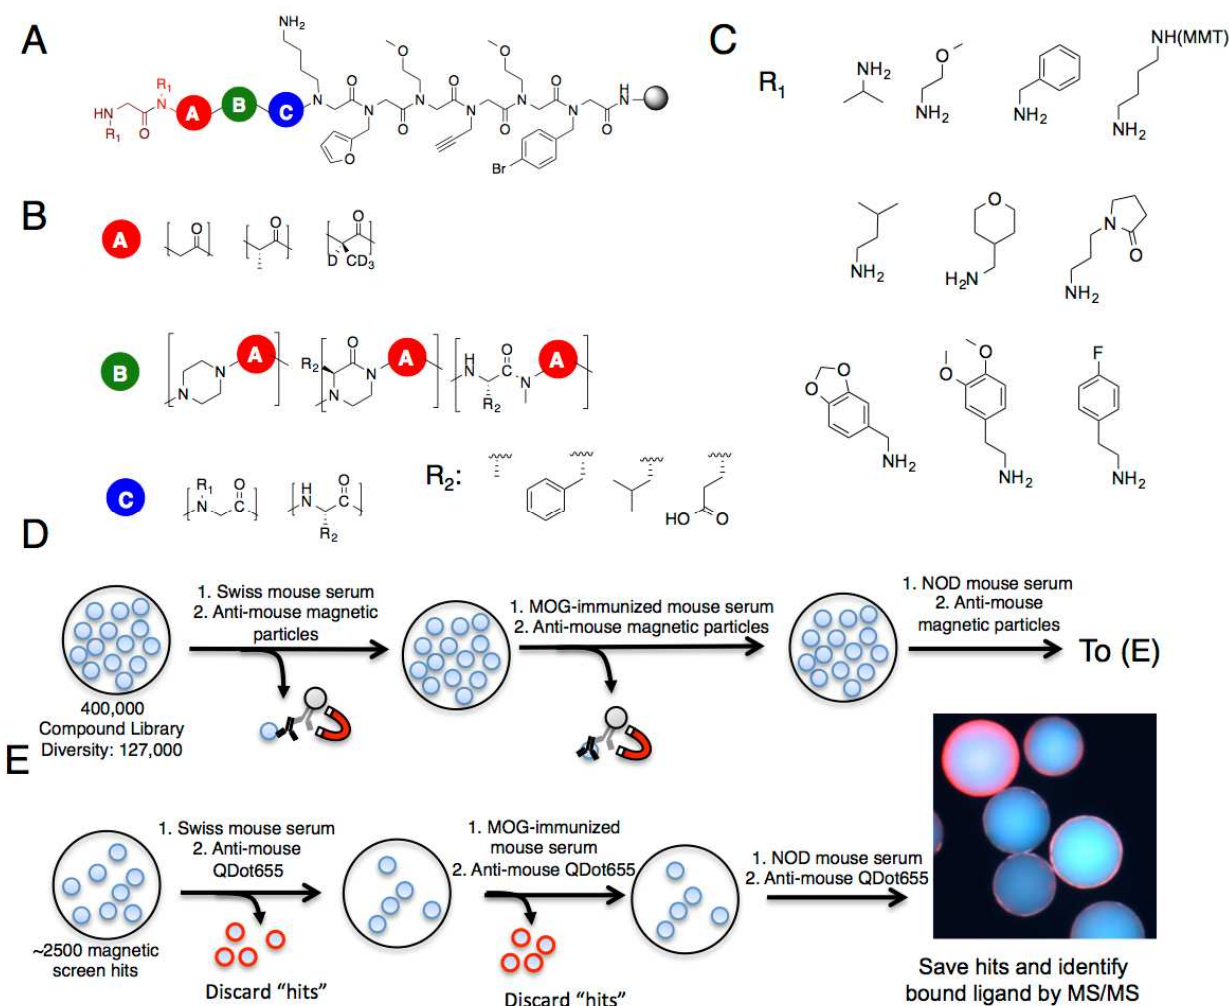 A
NH2
R1
HN
O
R1
N
A
B
C
N
O
N
O
O
N
O
O
N
O
O
N
O
H
N
O
Br
C
R1
NH2
O
NH2
NH2
NH(MMT)
NH2
NH2
O
H2N
N
O
NH2
O
O
NH2
O
O
NH2
F
NH2
B
A
O
O
O
D
CD3
B
N
N
A
R2
O
N
N
A
H
N
O
N
R2
A
C
R1
N
O
C
H
N
O
C
R2
R2:
HO
O
D
400,000
Compound Library
Diversity: 127,000
1. Swiss mouse serum
2. Anti-mouse magnetic
particles
1. MOG-immunized mouse serum
2. Anti-mouse magnetic particles
1. NOD mouse serum
2. Anti-mouse
magnetic particles
To (E)
E
~2500 magnetic
screen hits
1. Swiss mouse serum
2. Anti-mouse
QDot655
Discard "hits"
1. MOG-immunized
mouse serum
2. Anti-mouse QDot655
Discard "hits"
1. NOD mouse serum
2. Anti-mouse QDot655
Save hits and identify
bound ligand by MS/MS